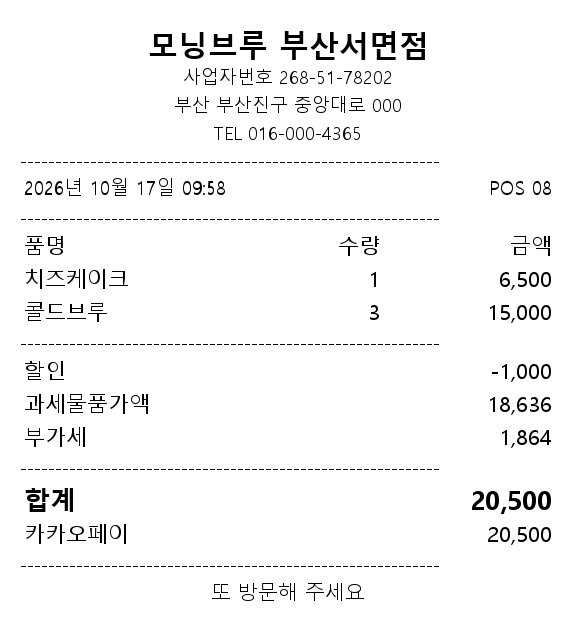 모닝브루 부산서면점
사업자번호 268-51-78202
부산 부산진구 중앙대로 000
TEL 016-000-4365
2026년 10월 17일 09:58 POS 08
품명 수량 금액
치즈케이크 1 6,500
콜드브루 3 15,000
할인 -1,000
과세물품가액 18,636
부가세 1,864
합계 20,500
카카오페이 20,500
또 방문해 주세요